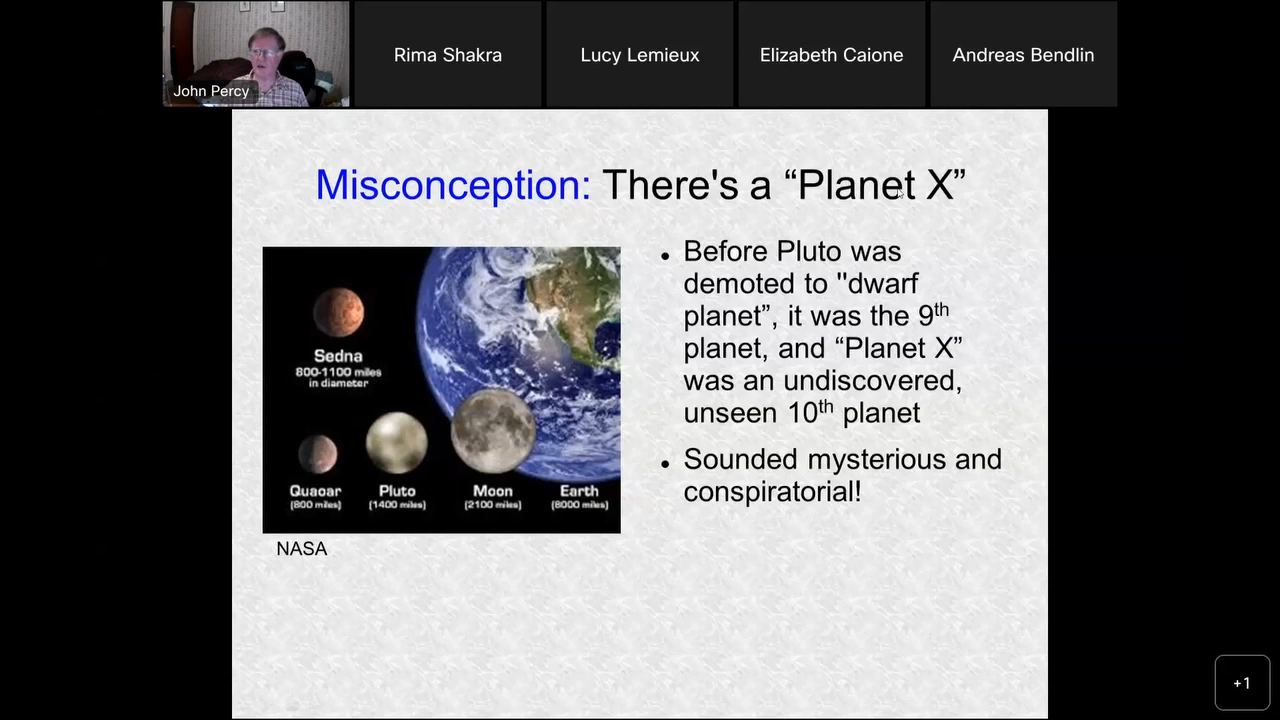 Rima Shakra
Lucy Lemieux
Elizabeth Caione
Andreas Bendlin
John Percy
Misconception: There's a “Planet X”
Sedna
800-1100 miles
in diameter
Quaoar
(800 miles)
Pluto
(1400 miles)
Moon
(2100 miles)
Earth
(8000 miles)
NASA
• Before Pluto was
demoted to "dwarf
planet”, it was the 9th
planet, and “Planet X”
was an undiscovered,
unseen 10th planet
• Sounded mysterious and
conspiratorial!
+1